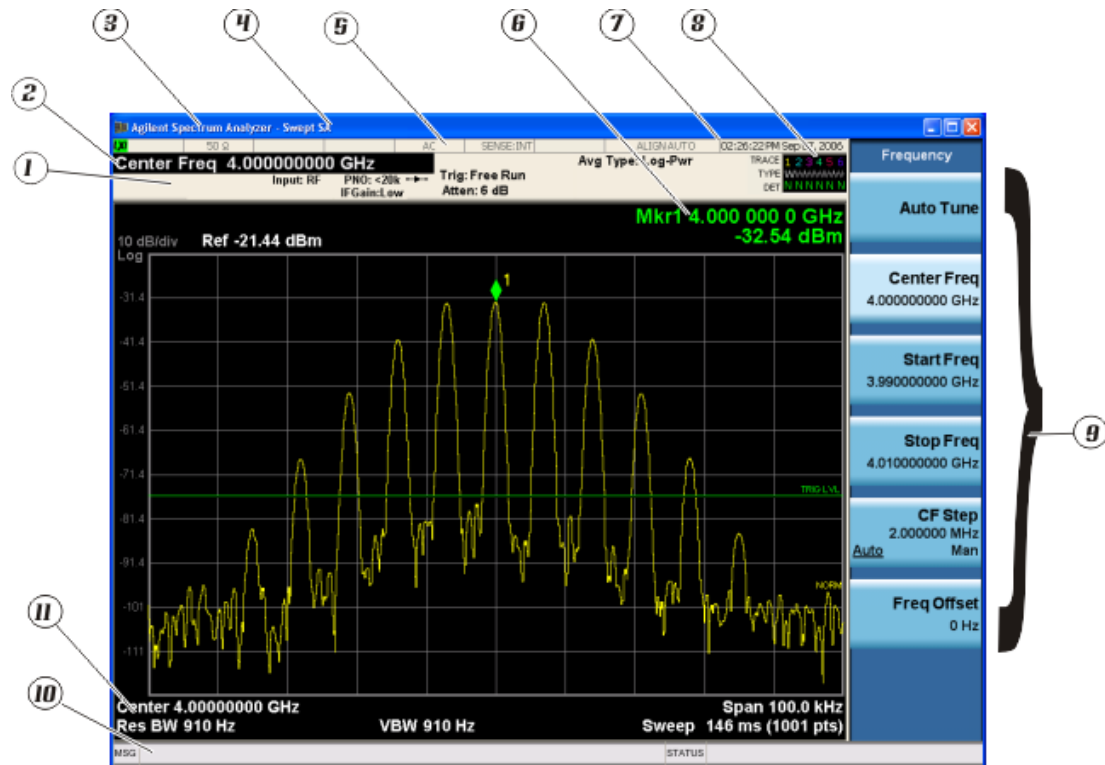 3 4 5 6 7 8
2
Agilent Spectrum Analyzer - Swept SA
LXI 50 Ω AC SENSE:INT ALIGN AUTO 02:26:22 PM Sep 07, 2006
Center Freq 4.000000000 GHz
Input: RF PNO: <20k IFGain:Low
Trig: Free Run
Atten: 6 dB
Avg Type: Log-Pwr
TRACE 1 2 3 4 5 6
TYPE
DET N N N N N N
1
Mkr1 4.000 000 0 GHz
-32.54 dBm
10 dB/div Ref -21.44 dBm
Log
1
-31.4
-41.4
-51.4
-61.4
-71.4
TRIG LVL
-81.4
-91.4
NORM
-101
-111
11
Center 4.00000000 GHz Span 100.0 kHz
Res BW 910 Hz VBW 910 Hz Sweep 146 ms (1001 pts)
10
MSG STATUS
Frequency
Auto Tune
Center Freq
4.000000000 GHz
Start Freq
3.990000000 GHz
Stop Freq
4.010000000 GHz
CF Step
2.000000 MHz
Auto Man
Freq Offset
0 Hz
9